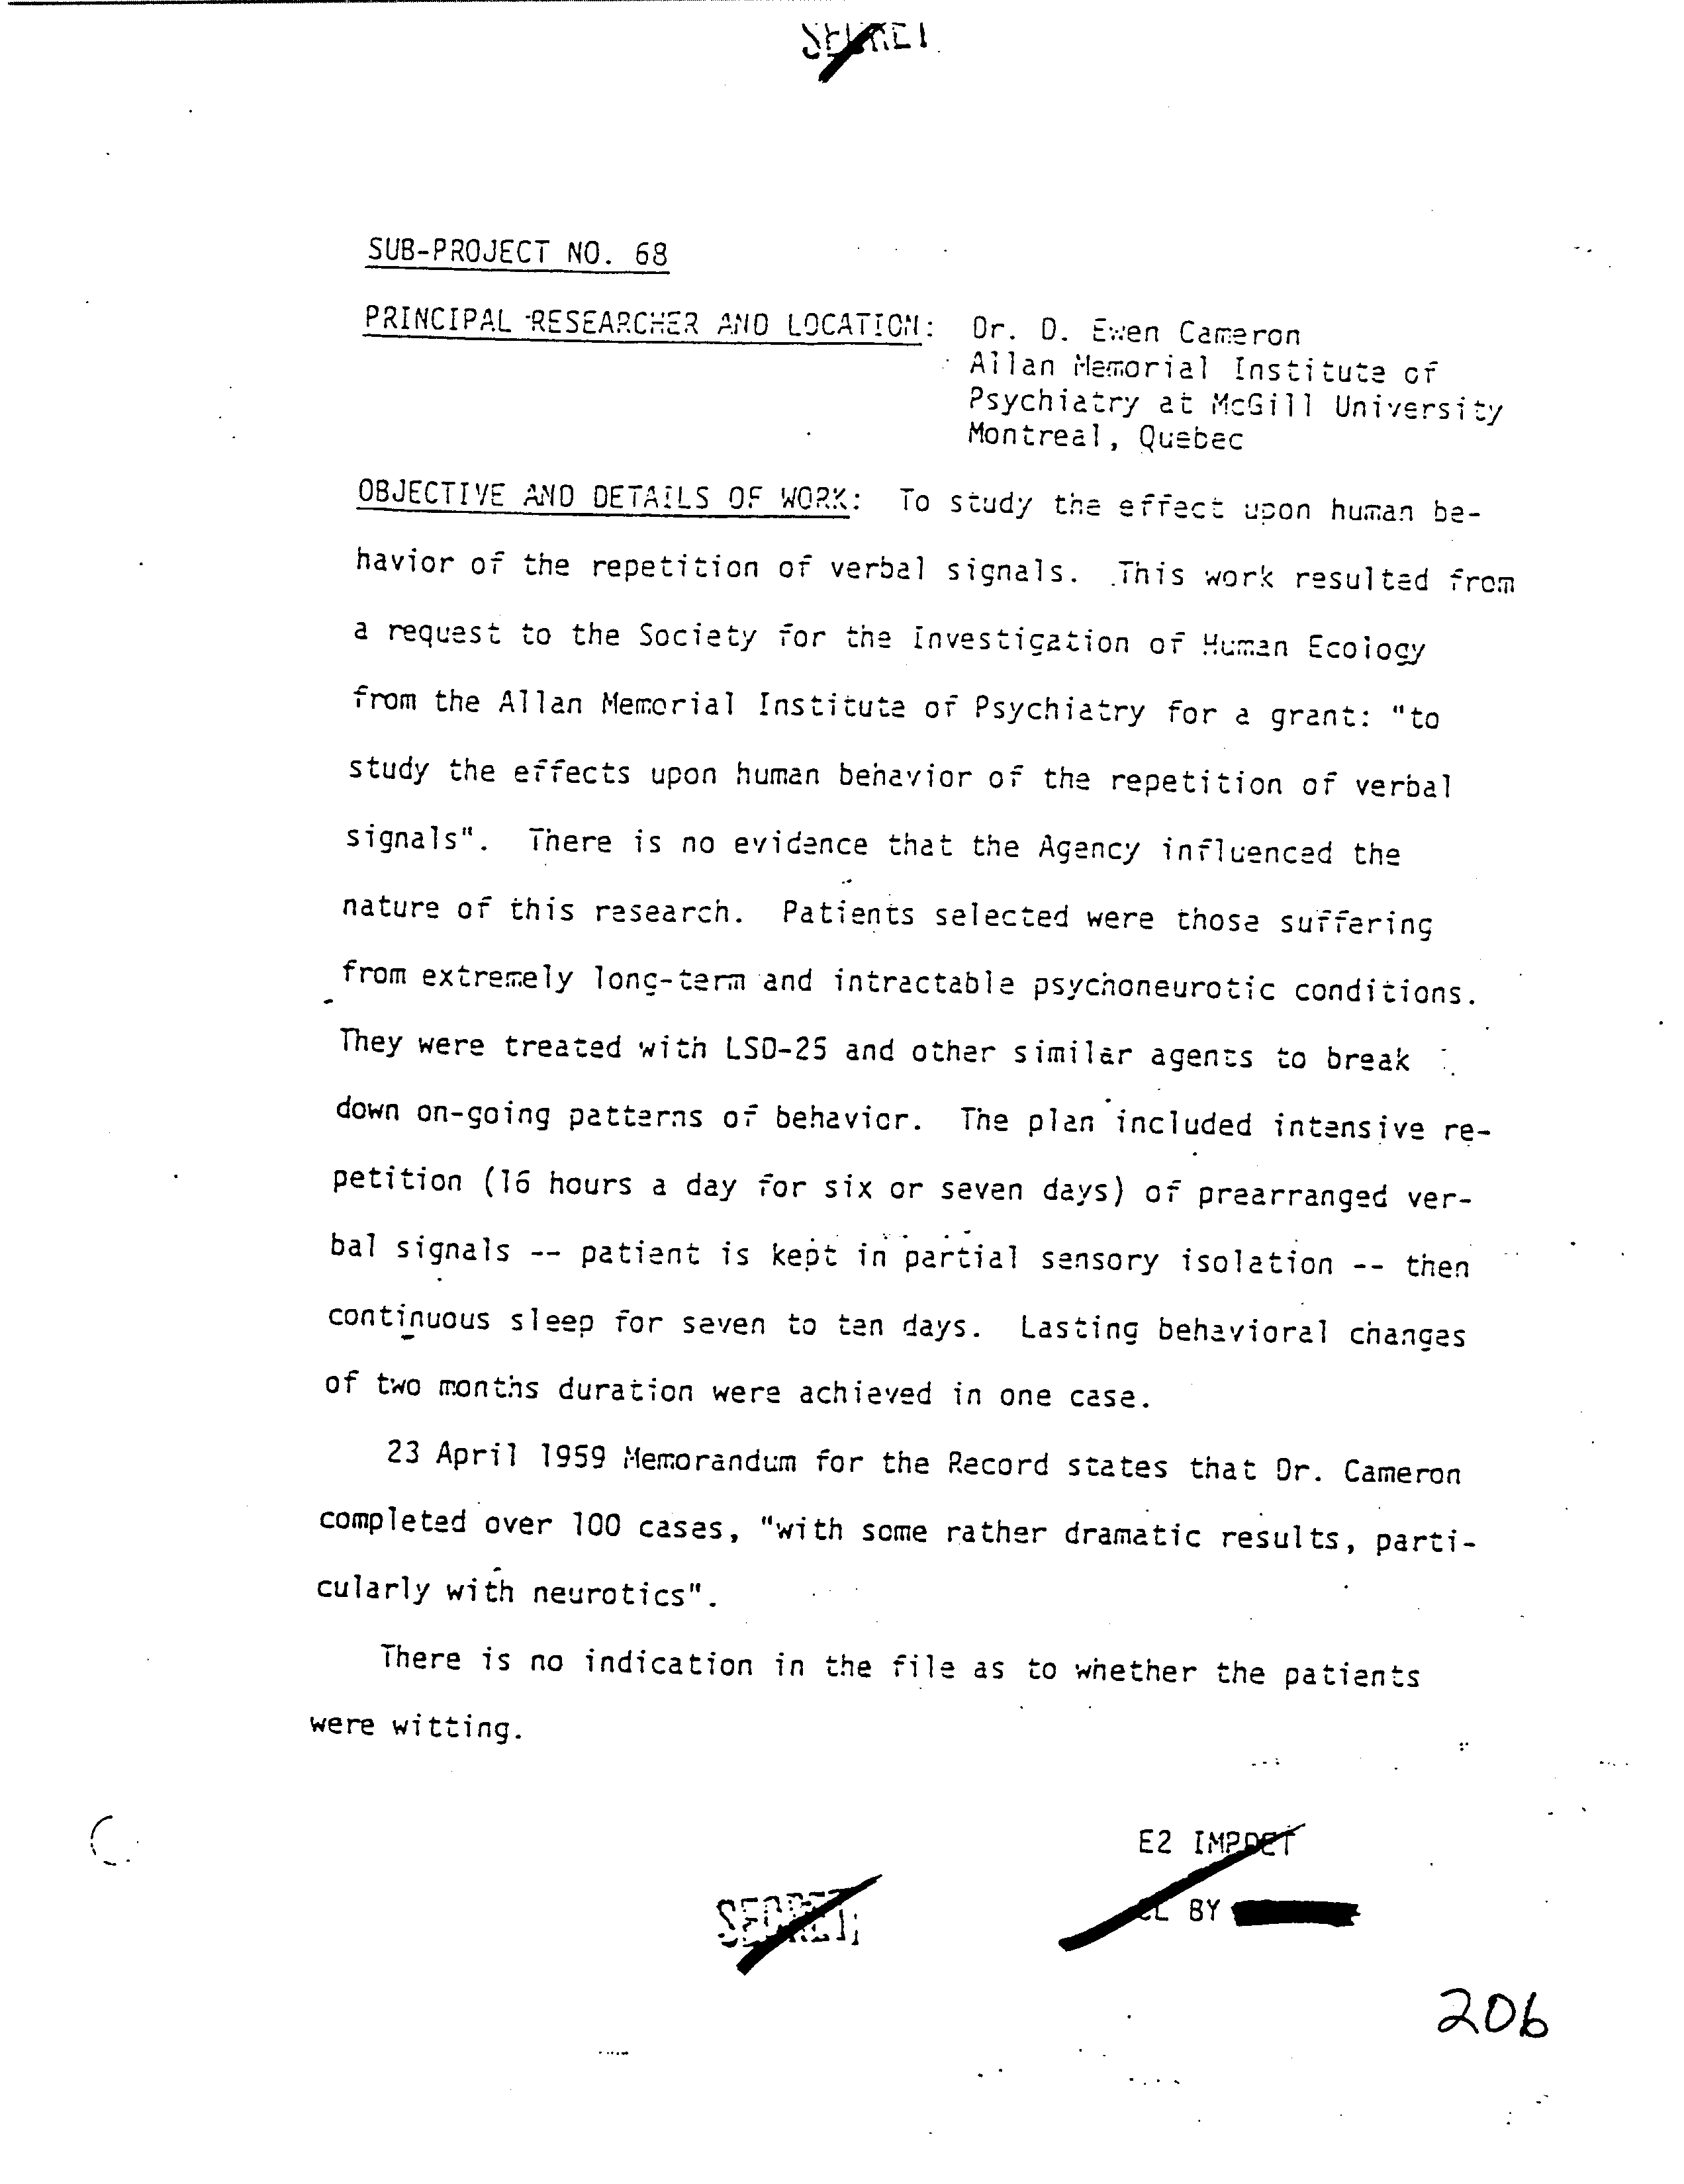 SECRET
SUB-PROJECT NO. 68
PRINCIPAL RESEARCHER AND LOCATION: Dr. D. Ewen Cameron
Allan Memorial Institute of
Psychiatry at McGill University
Montreal, Quebec
OBJECTIVE AND DETAILS OF WORK: To study the effect upon human be-
havior of the repetition of verbal signals. This work resulted from
a request to the Society for the Investigation of Human Ecology
from the Allan Memorial Institute of Psychiatry for a grant: "to
study the effects upon human behavior of the repetition of verbal
signals". There is no evidence that the Agency influenced the
nature of this research. Patients selected were those suffering
from extremely long-term and intractable psychoneurotic conditions.
They were treated with LSD-25 and other similar agents to break
down on-going patterns of behavior. The plan included intensive re-
petition (16 hours a day for six or seven days) of prearranged ver-
bal signals -- patient is kept in partial sensory isolation -- then
continuous sleep for seven to ten days. Lasting behavioral changes
of two months duration were achieved in one case.
23 April 1959 Memorandum for the Record states that Dr. Cameron
completed over 100 cases, "with some rather dramatic results, parti-
cularly with neurotics".
There is no indication in the file as to whether the patients
were witting.
E2 IMPDET
CL BY
SECRET
206